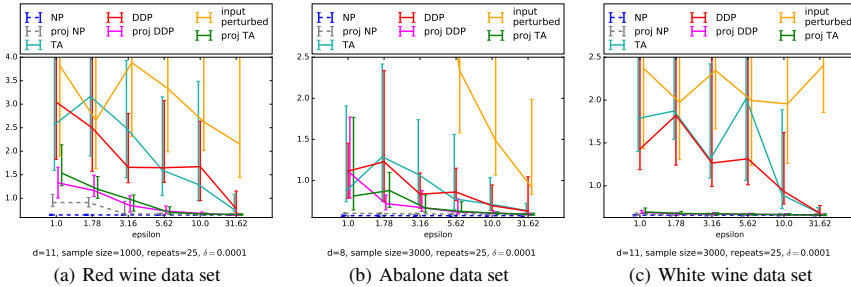 NP
proj NP
TA
DDP
proj DDP
input perturbed
proj TA
4.0
3.5
3.0
2.5
2.0
1.5
1.0
1.0 1.78 3.16 5.62 10.0 31.62
epsilon
d=11, sample size=1000, repeats=25, δ=0.0001
(a) Red wine data set
NP
proj NP
TA
DDP
proj DDP
input perturbed
proj TA
2.5
2.0
1.5
1.0
1.0 1.78 3.16 5.62 10.0 31.62
epsilon
d=8, sample size=3000, repeats=25, δ=0.0001
(b) Abalone data set
NP
proj NP
TA
DDP
proj DDP
input perturbed
proj TA
2.5
2.0
1.5
1.0
1.0 1.78 3.16 5.62 10.0 31.62
epsilon
d=11, sample size=3000, repeats=25, δ=0.0001
(c) White wine data set